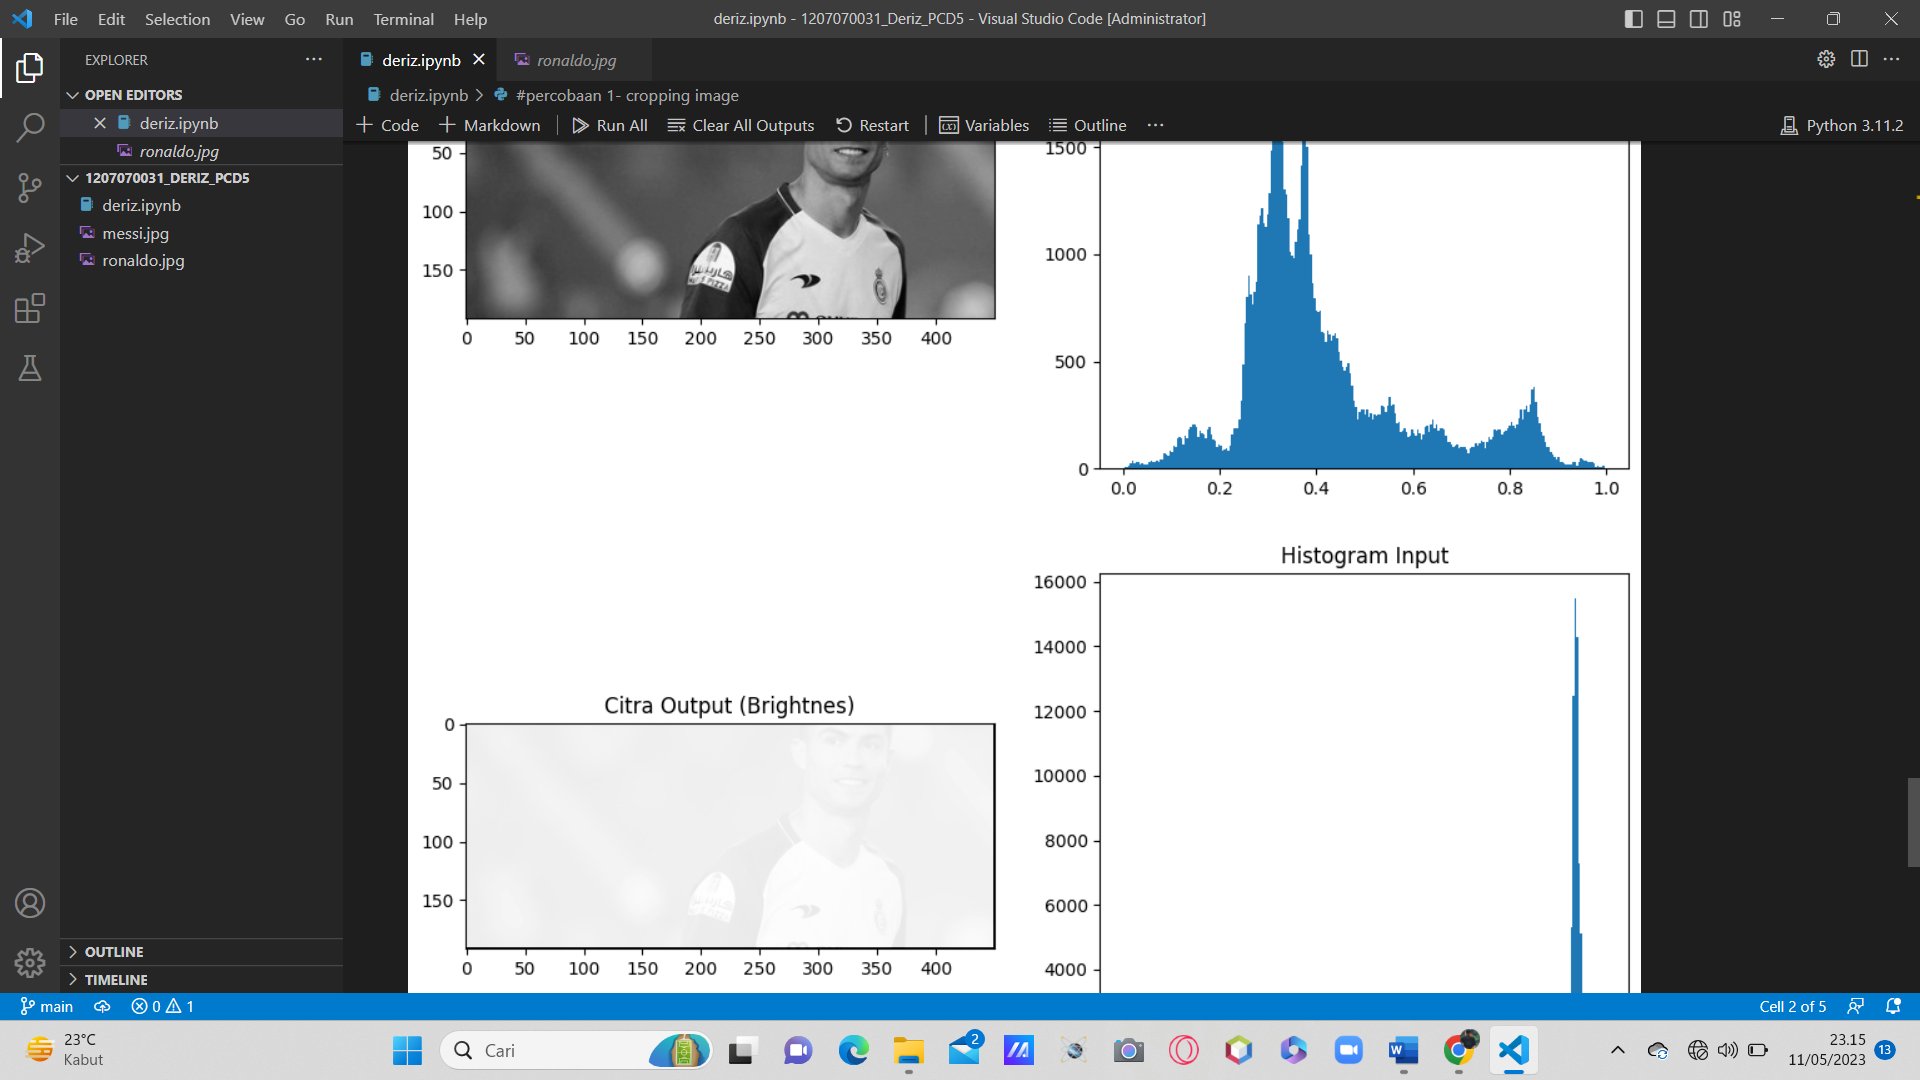 File Edit Selection View Go Run Terminal Help
deriz.ipynb - 1207070031_Deriz_PCD5 - Visual Studio Code [Administrator]
EXPLORER
OPEN EDITORS
deriz.ipynb
ronaldo.jpg
1207070031_DERIZ_PCD5
deriz.ipynb
messi.jpg
ronaldo.jpg
OUTLINE
TIMELINE
deriz.ipynb
ronaldo.jpg
deriz.ipynb > #percobaan 1- cropping image
+ Code + Markdown Run All Clear All Outputs Restart Variables Outline ...
Python 3.11.2
50
100
150
0 50 100 150 200 250 300 350 400
1500
1000
500
0
0.0 0.2 0.4 0.6 0.8 1.0
Citra Output (Brightnes)
0
50
100
150
0 50 100 150 200 250 300 350 400
Histogram Input
16000
14000
12000
10000
8000
6000
4000
main 0 1
Cell 2 of 5
23°C
Kabut
Cari
2
23.15
11/05/2023
13